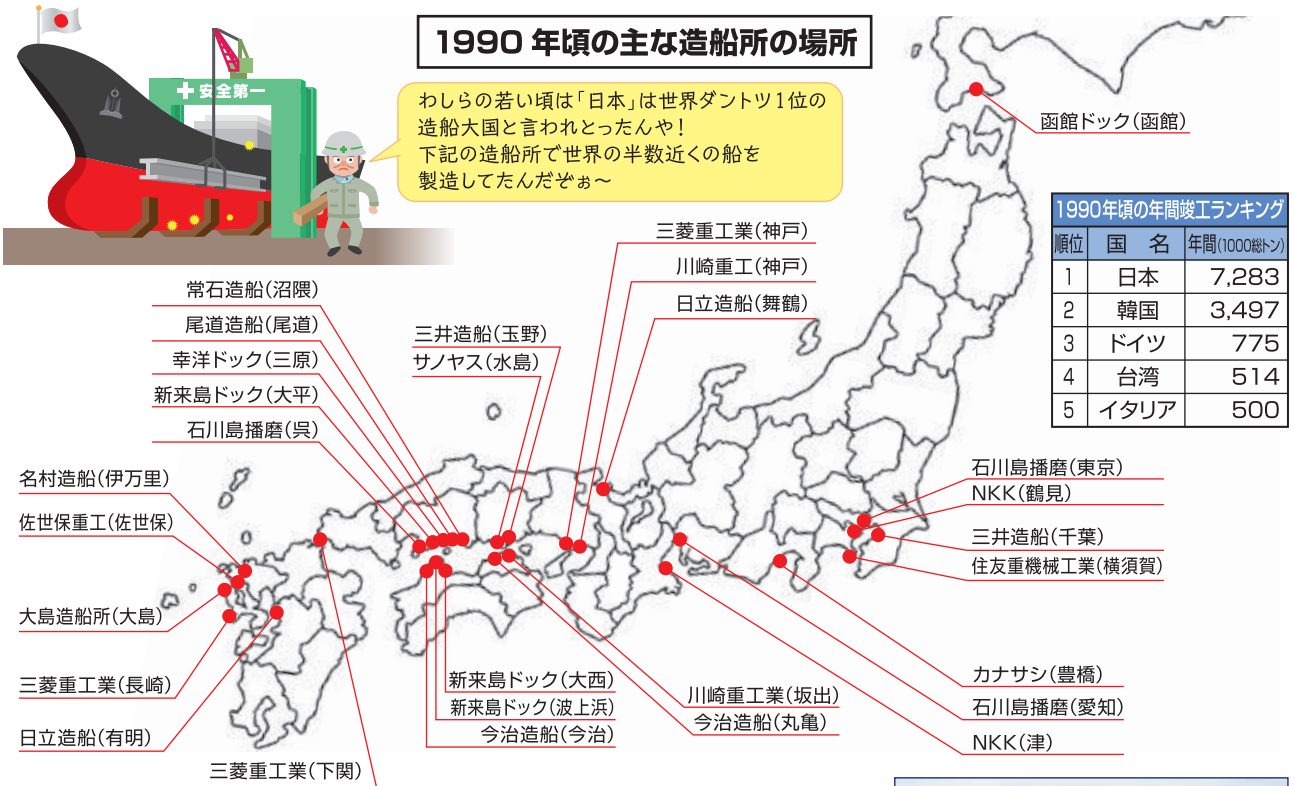 1990年頃の主な造船所の場所
安全第一
わしらの若い頃は「日本」は世界ダントツ1位の
造船大国と言われとったんや!
下記の造船所で世界の半数近くの船を
製造してたんだぞぉ〜
函館ドック(函館)
1990年頃の年間竣工ランキング
順位 国 名 年間(1000総トン)
1 日本 7,283
2 韓国 3,497
3 ドイツ 775
4 台湾 514
5 イタリア 500
三菱重工業(神戸)
川崎重工(神戸)
日立造船(舞鶴)
常石造船(沼隈)
尾道造船(尾道)
幸洋ドック(三原)
新来島ドック(大平)
石川島播磨(呉)
三井造船(玉野)
サノヤス(水島)
名村造船(伊万里)
佐世保重工(佐世保)
大島造船所(大島)
三菱重工業(長崎)
日立造船(有明)
三菱重工業(下関)
石川島播磨(東京)
NKK(鶴見)
三井造船(千葉)
住友重機械工業(横須賀)
新来島ドック(大西)
新来島ドック(波上浜)
今治造船(今治)
川崎重工業(坂出)
今治造船(丸亀)
カナサシ(豊橋)
石川島播磨(愛知)
NKK(津)